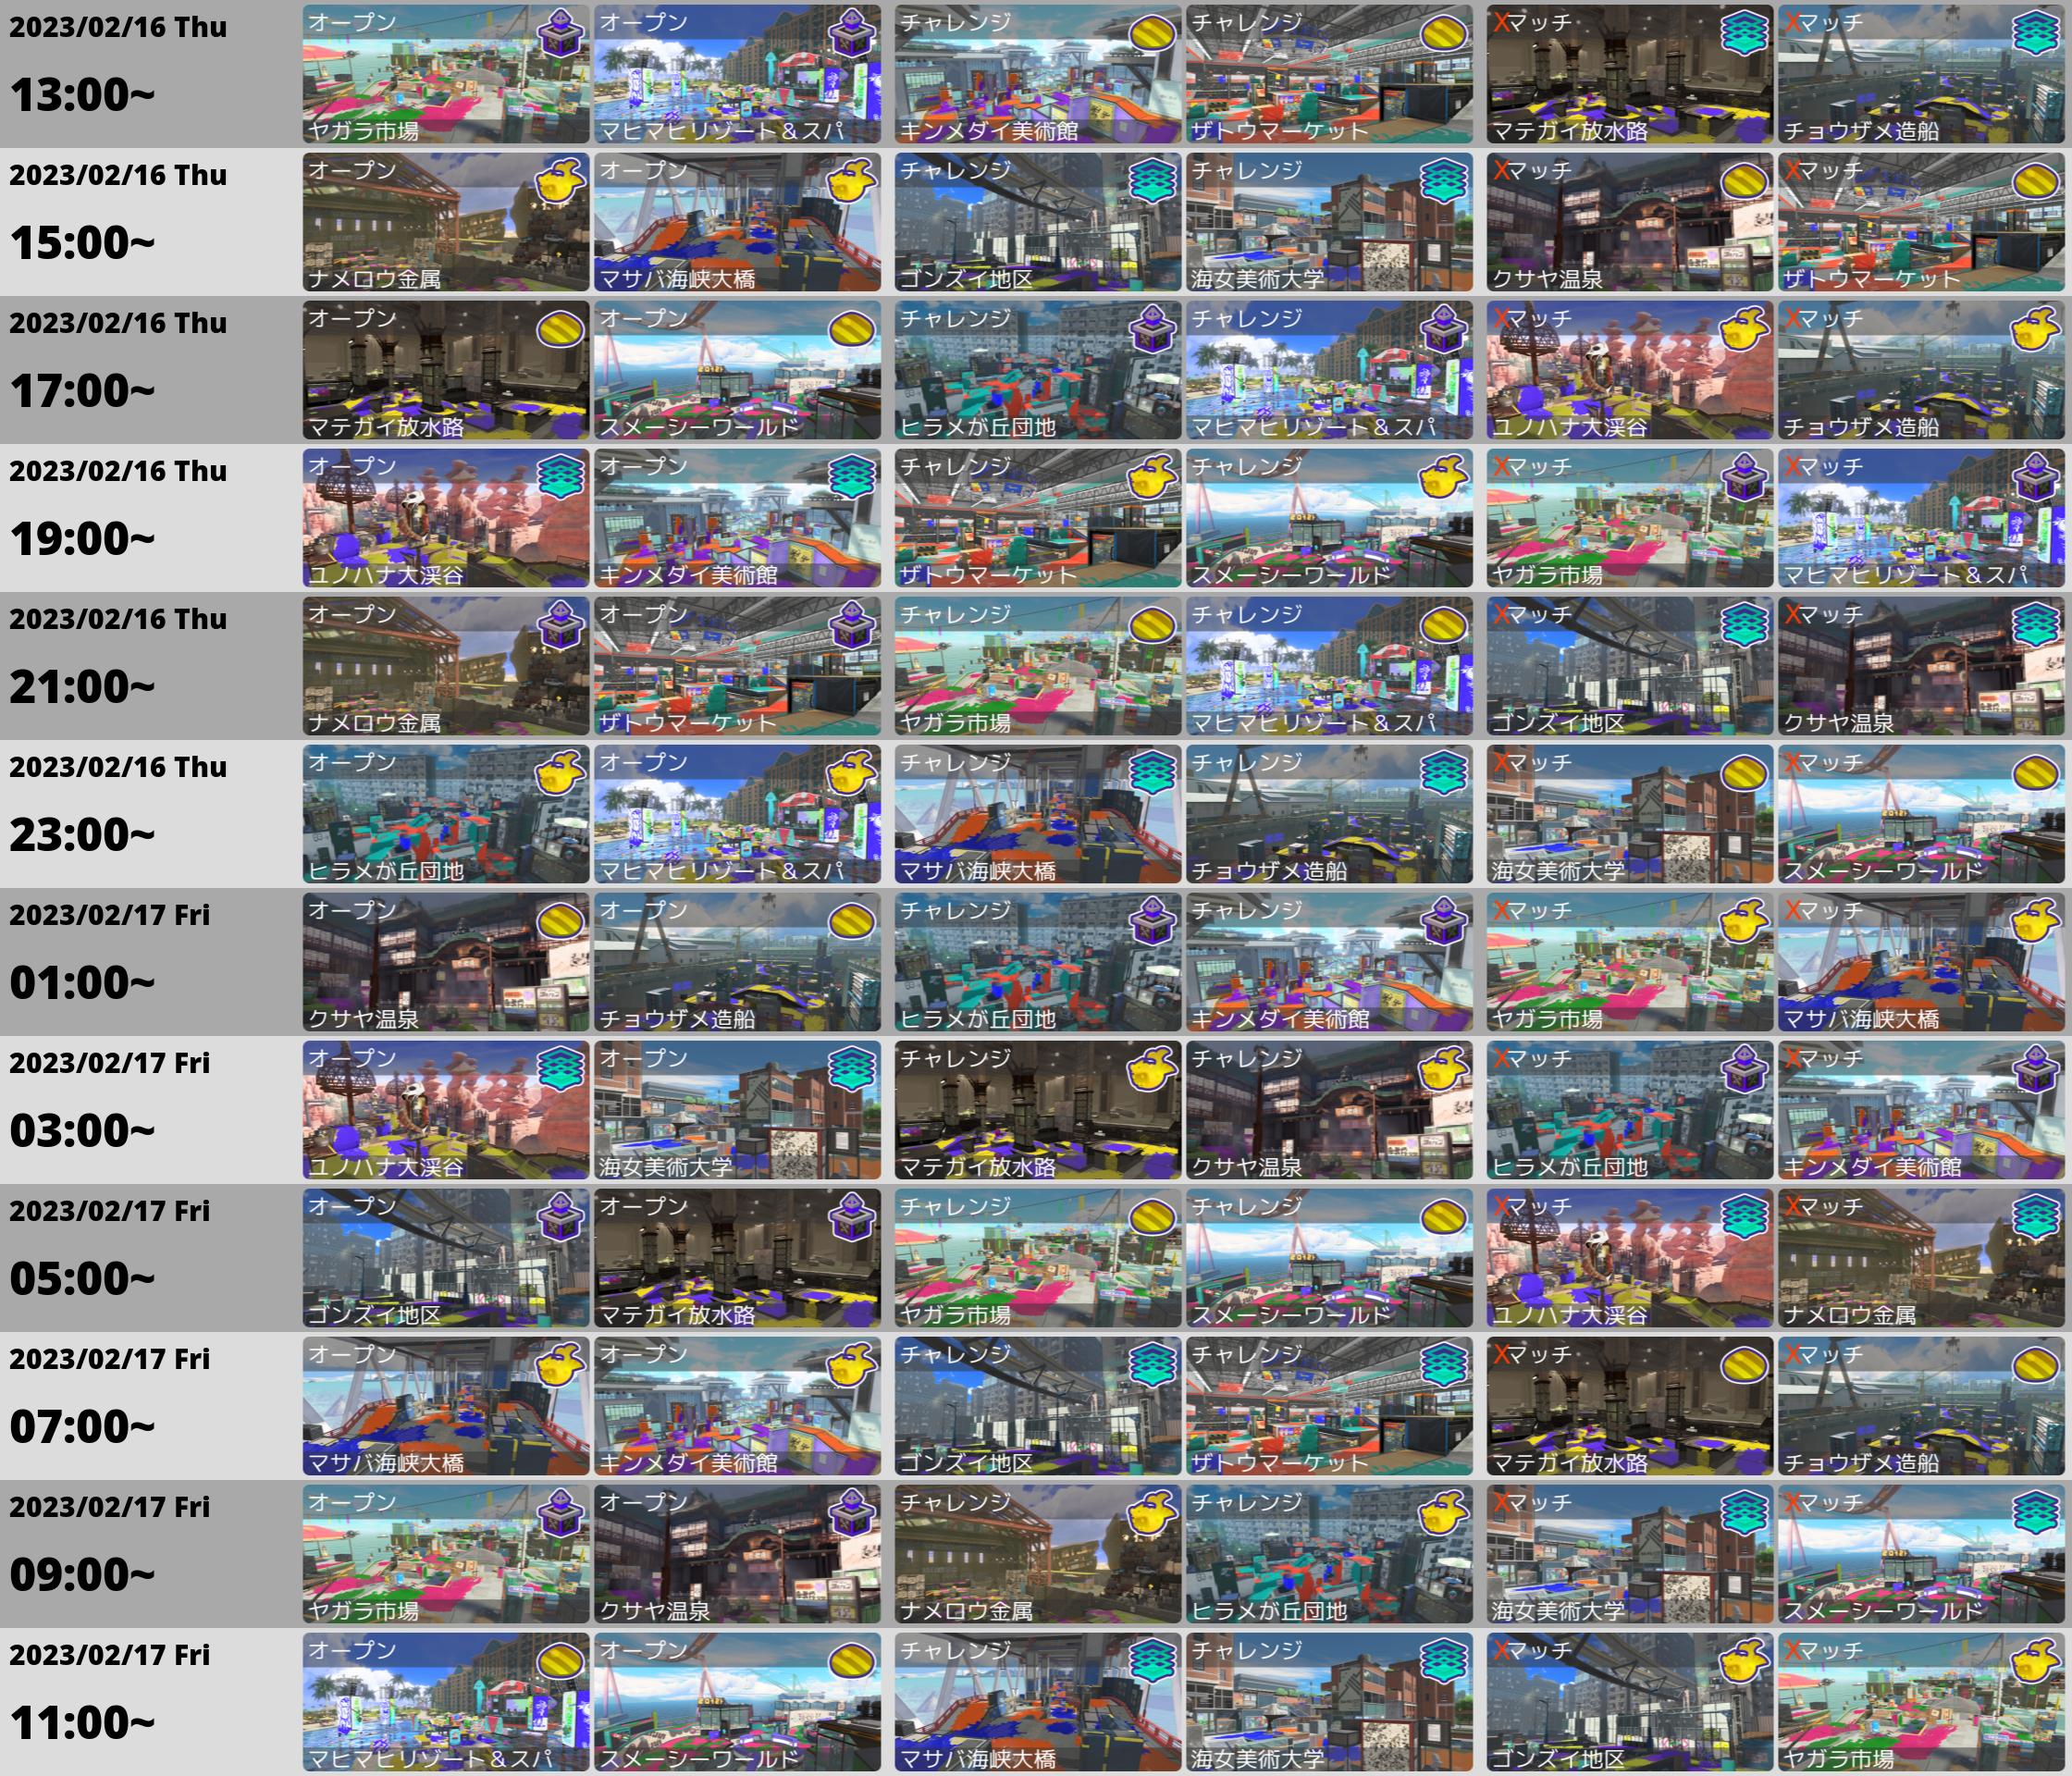 2023/02/16 Thu
13:00~
オープン オープン チャレンジ チャレンジ Xマッチ Xマッチ
ヤガラ市場 マヒマヒリゾート＆スパ キンメダイ美術館 ザトウマーケット マテガイ放水路 チョウザメ造船
2023/02/16 Thu
15:00~
オープン オープン チャレンジ チャレンジ Xマッチ Xマッチ
ナメロウ金属 マサバ海峡大橋 ゴンズイ地区 海女美術大学 クサヤ温泉 ザトウマーケット
2023/02/16 Thu
17:00~
オープン オープン チャレンジ チャレンジ Xマッチ Xマッチ
マテガイ放水路 スメーシーワールド ヒラメが丘団地 マヒマヒリゾート＆スパ ユノハナ大渓谷 チョウザメ造船
2023/02/16 Thu
19:00~
オープン オープン チャレンジ チャレンジ Xマッチ Xマッチ
ユノハナ大渓谷 キンメダイ美術館 ザトウマーケット スメーシーワールド ヤガラ市場 マヒマヒリゾート＆スパ
2023/02/16 Thu
21:00~
オープン オープン チャレンジ チャレンジ Xマッチ Xマッチ
ナメロウ金属 ザトウマーケット ヤガラ市場 マヒマヒリゾート＆スパ ゴンズイ地区 クサヤ温泉
2023/02/16 Thu
23:00~
オープン オープン チャレンジ チャレンジ Xマッチ Xマッチ
ヒラメが丘団地 マヒマヒリゾート＆スパ マサバ海峡大橋 チョウザメ造船 海女美術大学 スメーシーワールド
2023/02/17 Fri
01:00~
オープン オープン チャレンジ チャレンジ Xマッチ Xマッチ
クサヤ温泉 チョウザメ造船 ヒラメが丘団地 キンメダイ美術館 ヤガラ市場 マサバ海峡大橋
2023/02/17 Fri
03:00~
オープン オープン チャレンジ チャレンジ Xマッチ Xマッチ
ユノハナ大渓谷 海女美術大学 マテガイ放水路 クサヤ温泉 ヒラメが丘団地 キンメダイ美術館
2023/02/17 Fri
05:00~
オープン オープン チャレンジ チャレンジ Xマッチ Xマッチ
ゴンズイ地区 マテガイ放水路 ヤガラ市場 スメーシーワールド ユノハナ大渓谷 ナメロウ金属
2023/02/17 Fri
07:00~
オープン オープン チャレンジ チャレンジ Xマッチ Xマッチ
マサバ海峡大橋 キンメダイ美術館 ゴンズイ地区 ザトウマーケット マテガイ放水路 チョウザメ造船
2023/02/17 Fri
09:00~
オープン オープン チャレンジ チャレンジ Xマッチ Xマッチ
ヤガラ市場 クサヤ温泉 ナメロウ金属 ヒラメが丘団地 海女美術大学 スメーシーワールド
2023/02/17 Fri
11:00~
オープン オープン チャレンジ チャレンジ Xマッチ Xマッチ
マヒマヒリゾート＆スパ スメーシーワールド マサバ海峡大橋 海女美術大学 ゴンズイ地区 ヤガラ市場